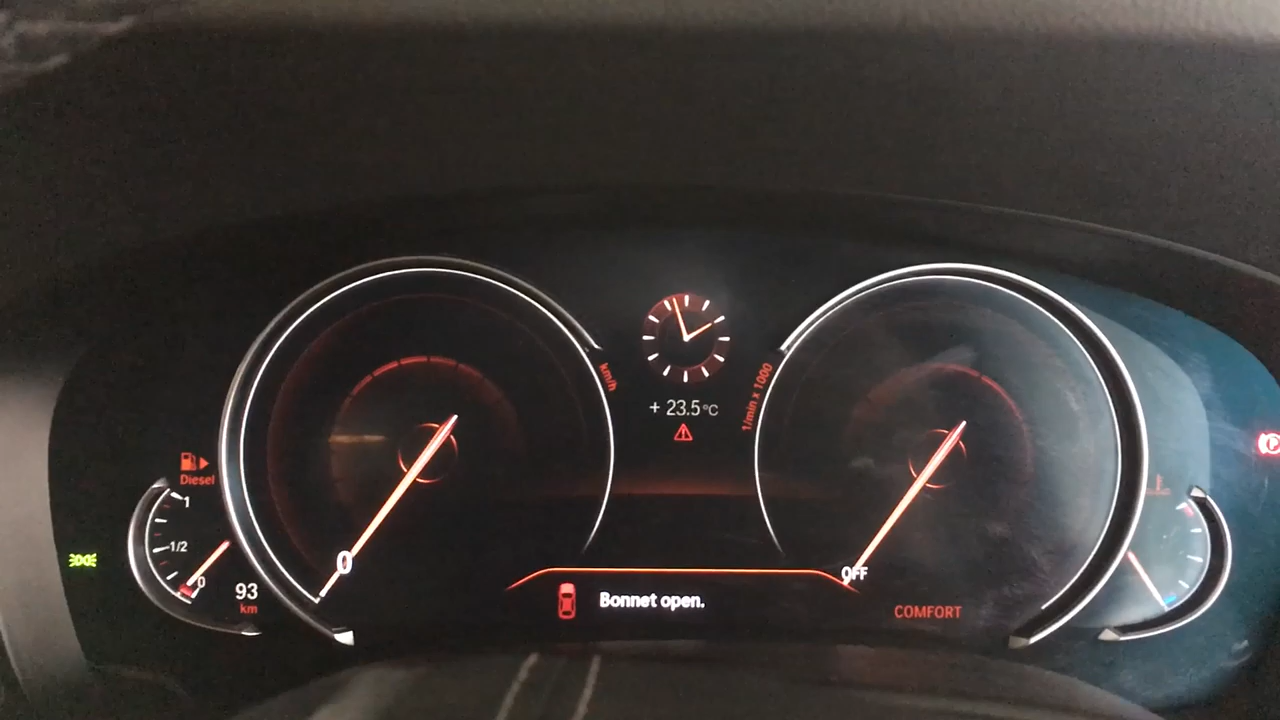 km/h
+ 23.5 °C
1/min x 1000
Diesel
1
1/2
0
93
km
0
OFF
Bonnet open.
COMFORT